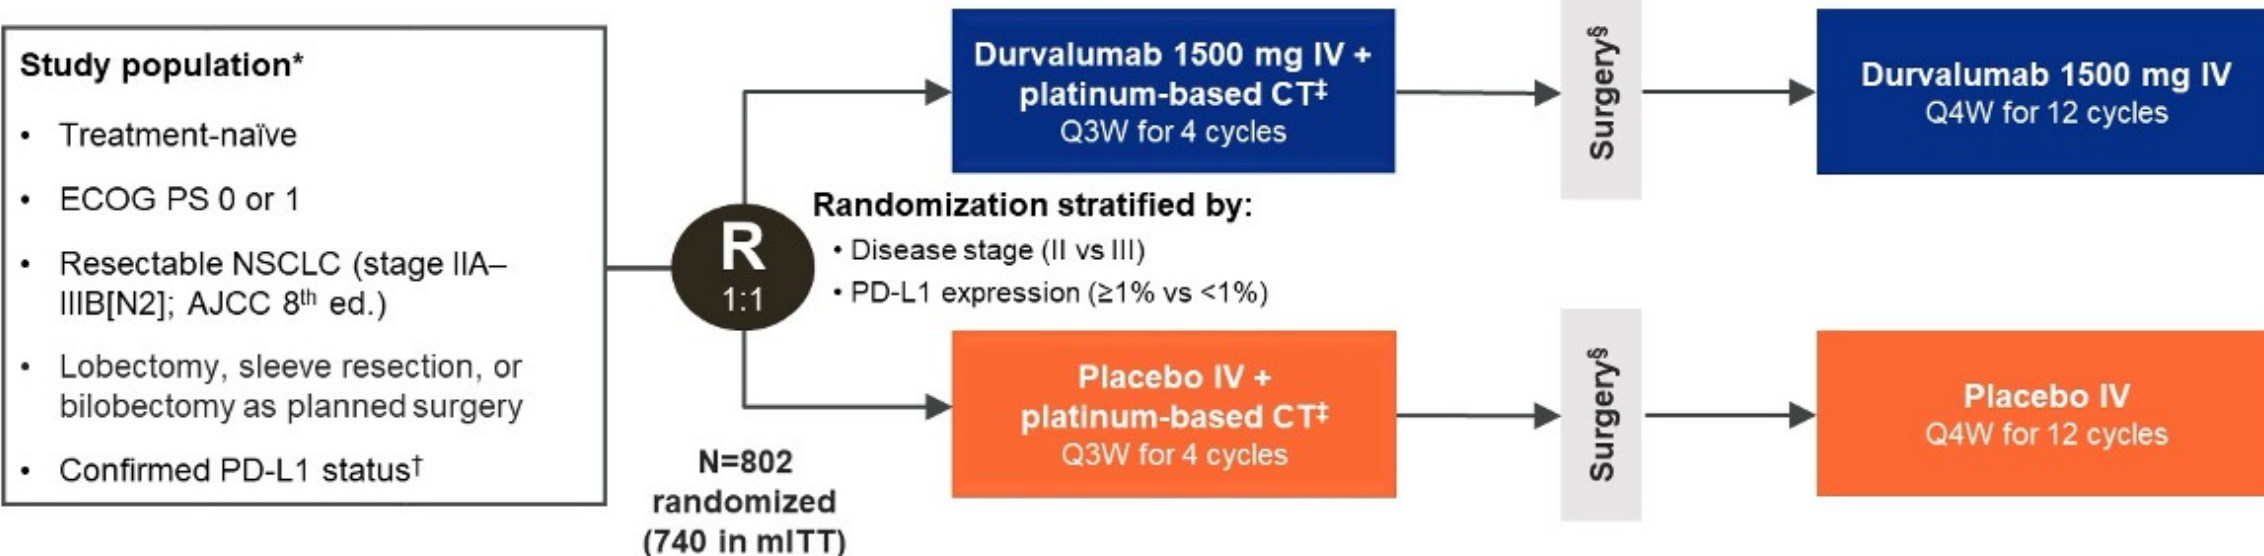 Study population*
• Treatment-naïve
• ECOG PS 0 or 1
• Resectable NSCLC (stage IIA–
IIIB[N2]; AJCC 8th ed.)
• Lobectomy, sleeve resection, or
bilobectomy as planned surgery
• Confirmed PD-L1 status†
R
1:1
N=802
randomized
(740 in mITT)
Randomization stratified by:
• Disease stage (II vs III)
• PD-L1 expression (≥1% vs <1%)
Durvalumab 1500 mg IV +
platinum-based CT‡
Q3W for 4 cycles
Surgery§
Durvalumab 1500 mg IV
Q4W for 12 cycles
Placebo IV +
platinum-based CT‡
Q3W for 4 cycles
Surgery§
Placebo IV
Q4W for 12 cycles